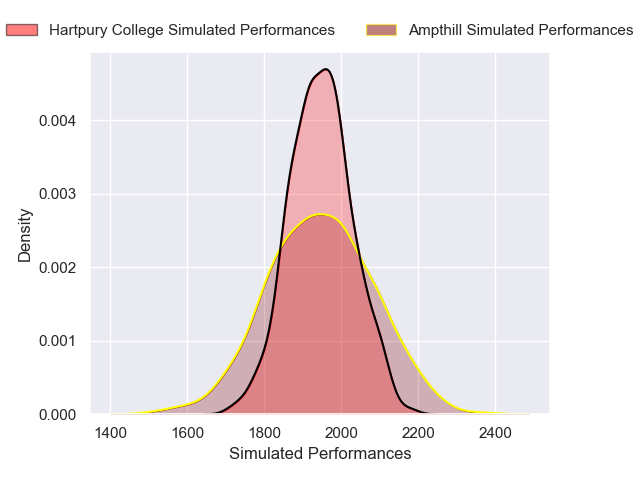 Hartpury College Simulated Performances
Ampthill Simulated Performances
Density
0.004
0.003
0.002
0.001
0.000
1400 1600 1800 2000 2200 2400
Simulated Performances